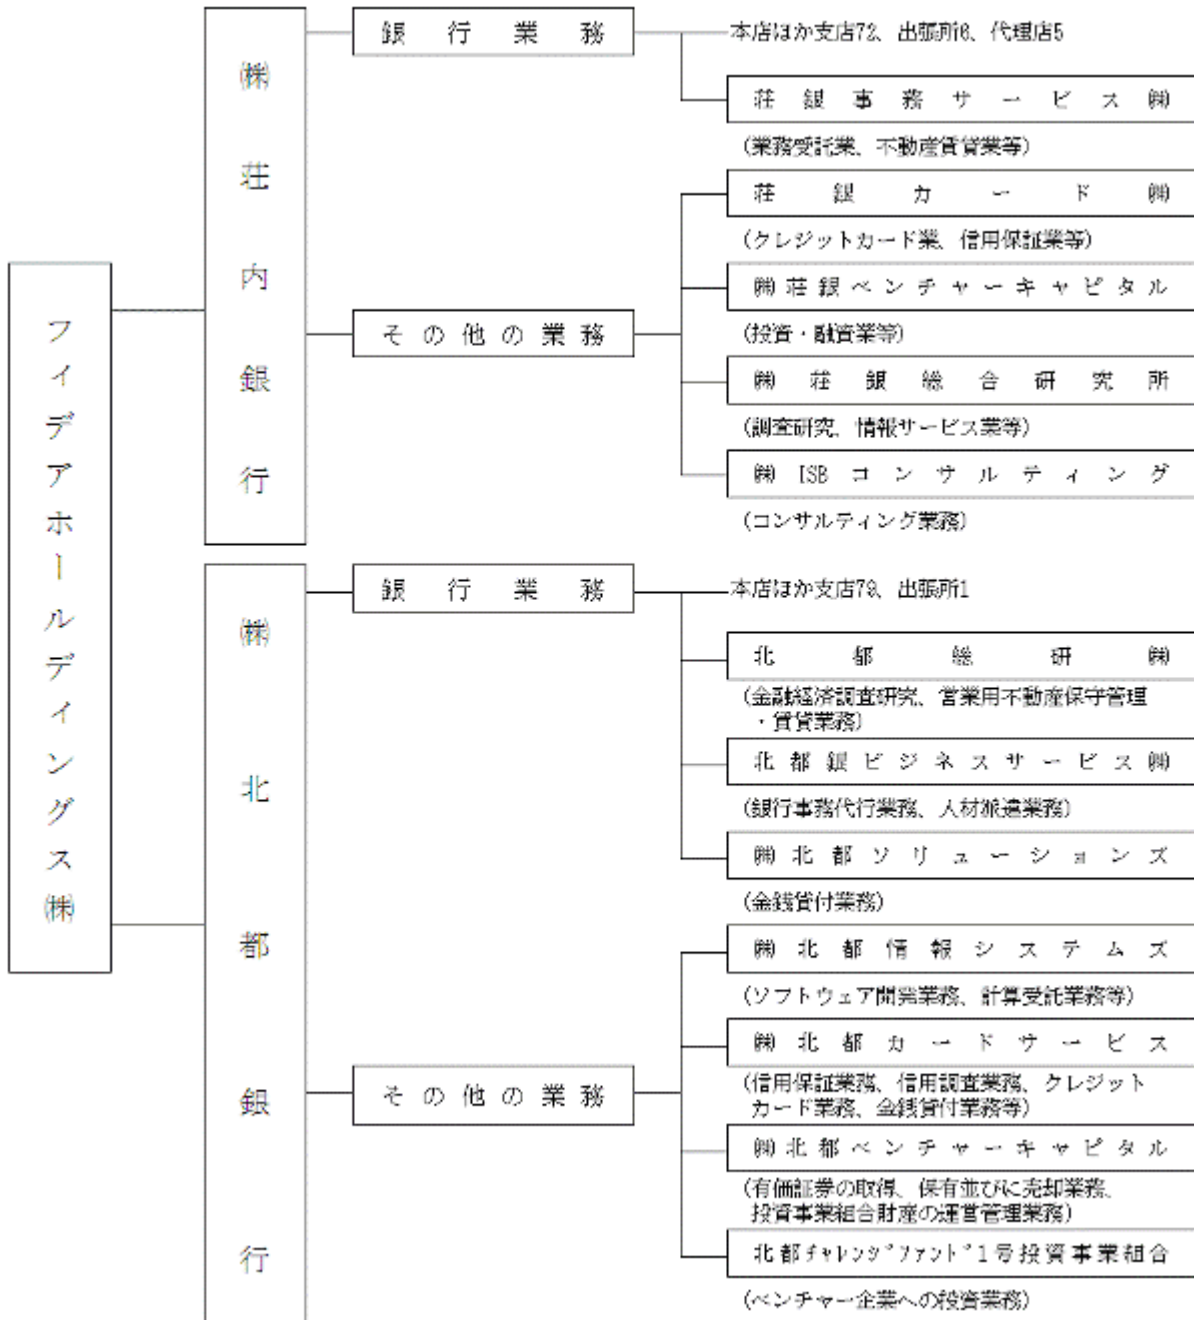 フィデアホールディングス㈱
㈱荘内銀行
銀行業務
本店ほか支店72、出張所6、代理店5
荘銀事務サービス㈱
(業務受託業、不動産賃貸業等)
その他の業務
荘銀カード㈱
(クレジットカード業、信用保証業等)
㈱荘銀ベンチャーキャピタル
(投資・融資業等)
㈱荘銀総合研究所
(調査研究、情報サービス業等)
㈱ISBコンサルティング
(コンサルティング業務)
㈱北都銀行
銀行業務
本店ほか支店79、出張所1
北都総研㈱
(金融経済調査研究、営業用不動産保守管理
・賃貸業務)
北都銀ビジネスサービス㈱
(銀行事務代行業務、人材派遣業務)
㈱北都ソリューションズ
(金銭貸付業務)
その他の業務
㈱北都情報システムズ
(ソフトウェア開発業務、計算受託業務等)
㈱北都カードサービス
(信用保証業務、信用調査業務、クレジット
カード業務、金銭貸付業務等)
㈱北都ベンチャーキャピタル
(有価証券の取得、保有並びに売却業務、
投資事業組合財産の運営管理業務)
北都ﾁｬﾚﾝｼﾞﾌｧﾝﾄﾞ1号投資事業組合
(ベンチャー企業への投資業務)